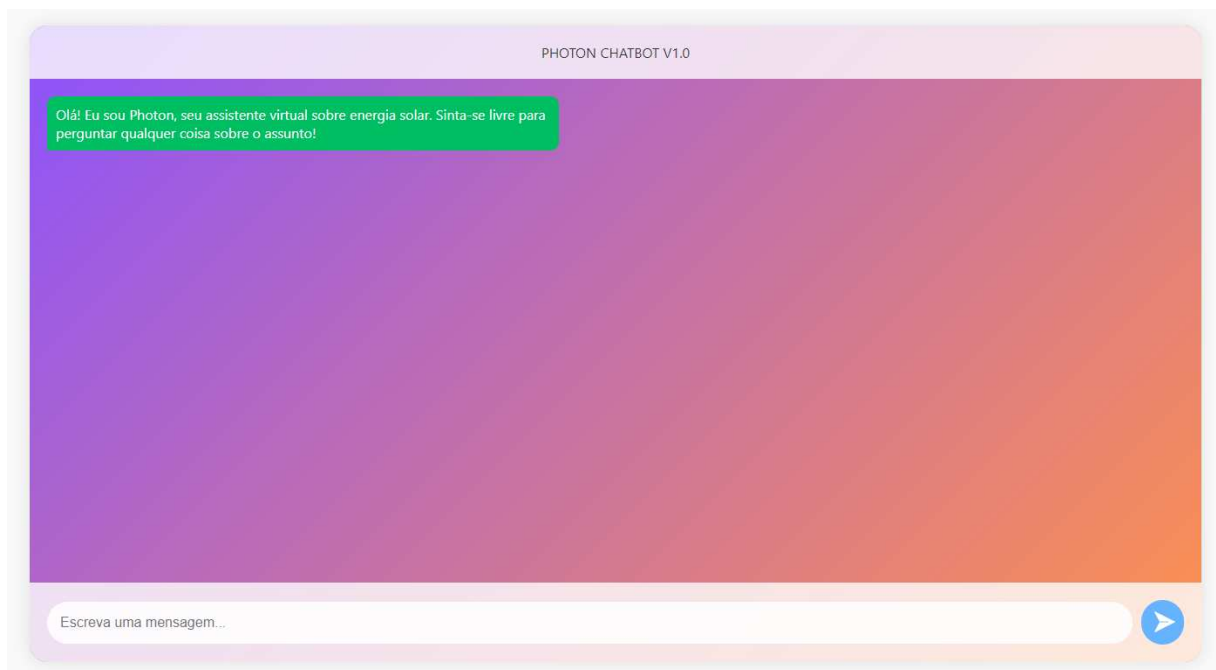 PHOTON CHATBOT V1.0
Olá! Eu sou Photon, seu assistente virtual sobre energia solar. Sinta-se livre para
perguntar qualquer coisa sobre o assunto!
Escreva uma mensagem...